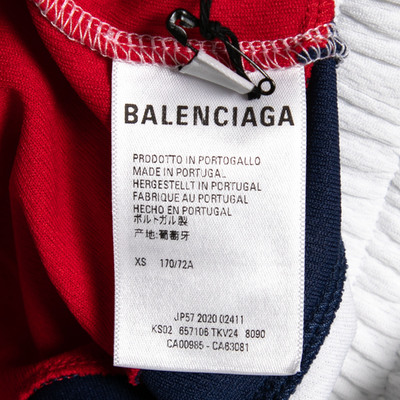 BALENCIAGA
PRODOTTO IN PORTOGALLO
MADE IN PORTUGAL
HERGESTELLT IN PORTUGAL
FABRIQUE AU PORTUGAL
HECHO EN PORTUGAL
ポルトガル製
产地:葡萄牙
XS 170/72A
JP57 2020 02411
KS02 657106 TKV24 8090
CA00985 - CA63081